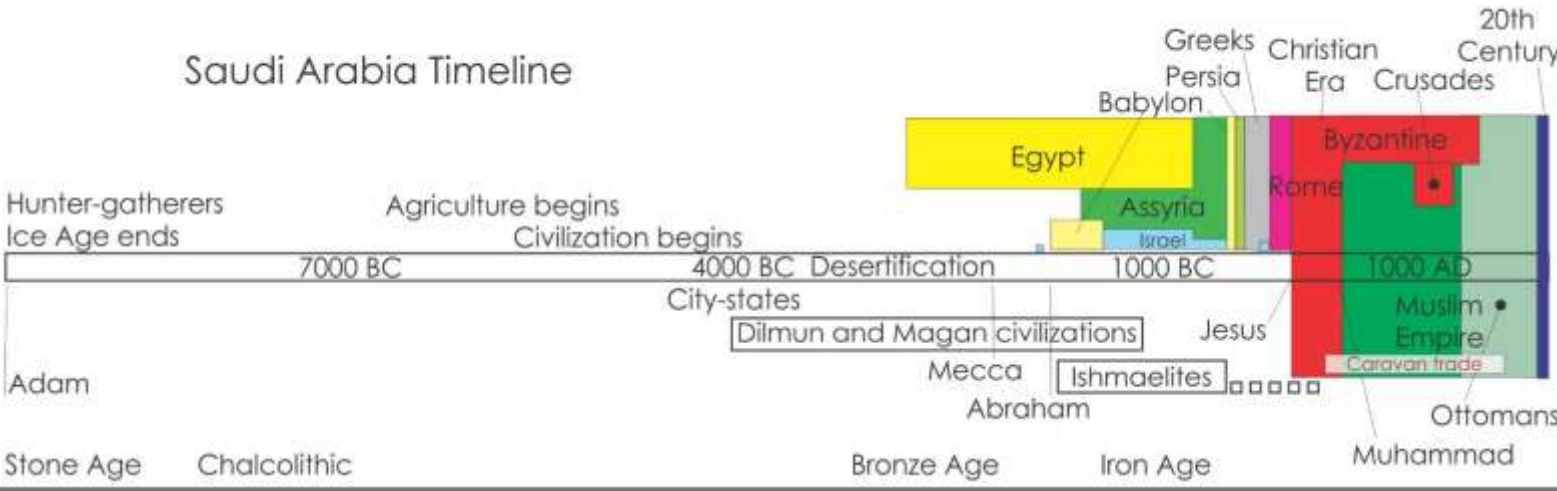 Saudi Arabia Timeline
20th
Century
Greeks
Christian
Era
Persia
Crusades
Babylon
Byzantine
Egypt
Rome
Hunter-gatherers
Agriculture begins
Assyria
Ice Age ends
Civilization begins
Israel
7000 BC
4000 BC
Desertification
1000 BC
1000 AD
City-states
Muslim
Empire
Dilmun and Magan civilizations
Jesus
Caravan trade
Mecca
Ishmaelites
Adam
Abraham
Ottomans
Muhammad
Stone Age
Chalcolithic
Bronze Age
Iron Age